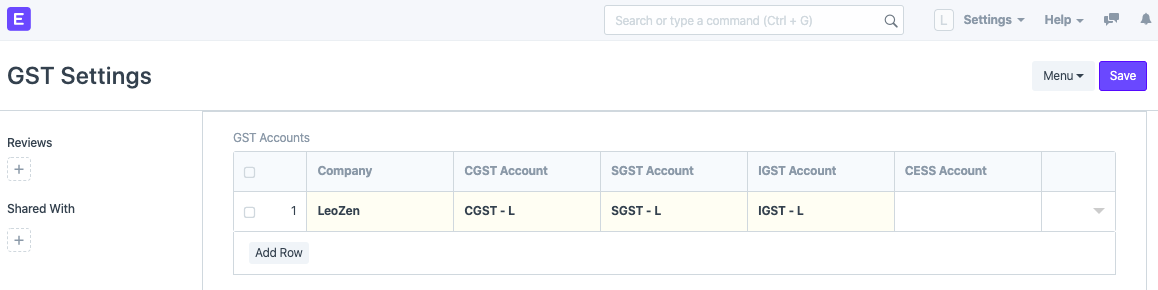 E
Search or type a command (Ctrl + G)
L
Settings
Help
GST Settings
Menu
Save
Reviews
+
Shared With
+
GST Accounts
Company CGST Account SGST Account IGST Account CESS Account
1 LeoZen CGST - L SGST - L IGST - L
Add Row